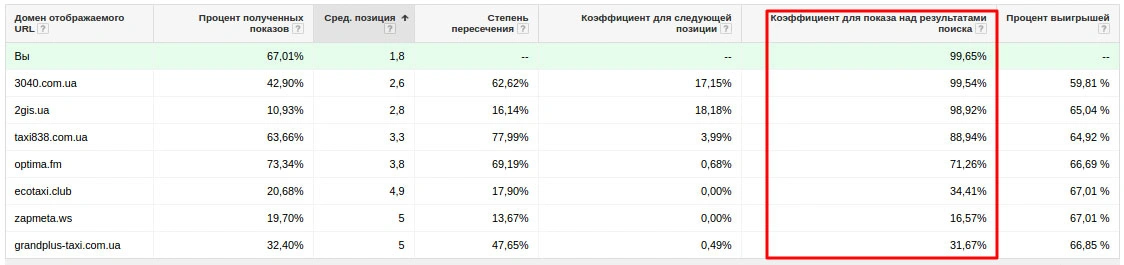 Домен отображаемого URL ? Процент полученных показов ? Сред. позиция ↑ ? Степень пересечения ? Коэффициент для следующей позиции ? Коэффициент для показа над результатами поиска ? Процент выигрышей ?
Вы 67,01% 1,8 -- -- 99,65% --
3040.com.ua 42,90% 2,6 62,62% 17,15% 99,54% 59,81 %
2gis.ua 10,93% 2,8 16,14% 18,18% 98,92% 65,04 %
taxi838.com.ua 63,66% 3,3 77,99% 3,99% 88,94% 64,92 %
optima.fm 73,34% 3,8 69,19% 0,68% 71,26% 66,69 %
ecotaxi.club 20,68% 4,9 17,90% 0,00% 34,41% 67,01 %
zapmeta.ws 19,70% 5 13,67% 0,00% 16,57% 67,01 %
grandplus-taxi.com.ua 32,40% 5 47,65% 0,49% 31,67% 66,85 %